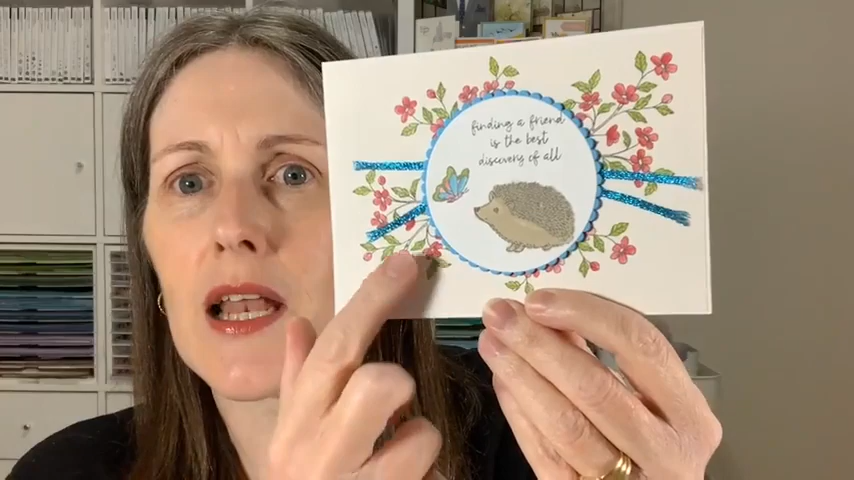 finding a friend
is the best
discovery of all